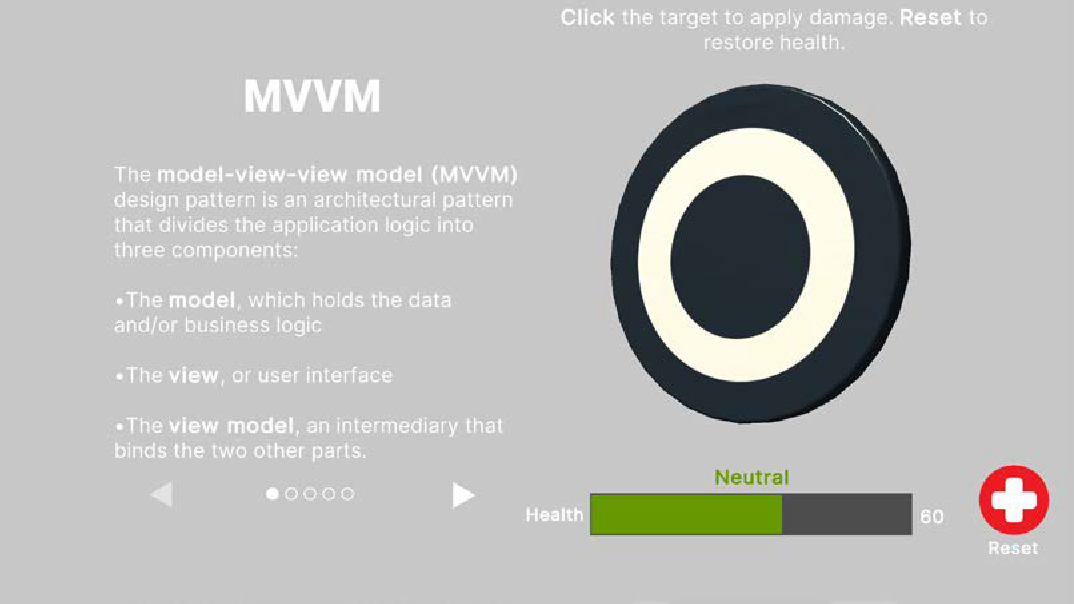 Click the target to apply damage. Reset to
restore health.
MVVM
The model-view-view model (MVVM)
design pattern is an architectural pattern
that divides the application logic into
three components:
•The model, which holds the data
and/or business logic
•The view, or user interface
•The view model, an intermediary that
binds the two other parts.
Neutral
Health
60
Reset